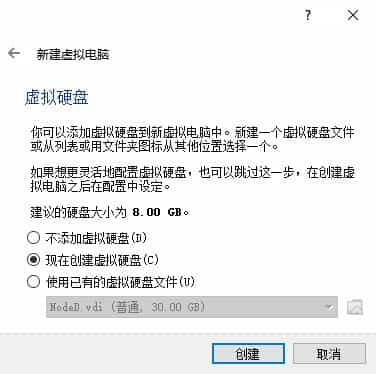 ?
新建虚拟电脑
虚拟硬盘
你可以添加虚拟硬盘到新虚拟电脑中。新建一个虚拟硬盘文件
或从列表或用文件夹图标从其他位置选择一个。
如果想更灵活地配置虚拟硬盘，也可以跳过这一步，在创建虚
拟电脑之后在配置中设定。
建议的硬盘大小为 8.00 GB。
不添加虚拟硬盘(D)
现在创建虚拟硬盘(C)
使用已有的虚拟硬盘文件(U)
NodeD.vdi (普通, 30.00 GB)
创建
取消